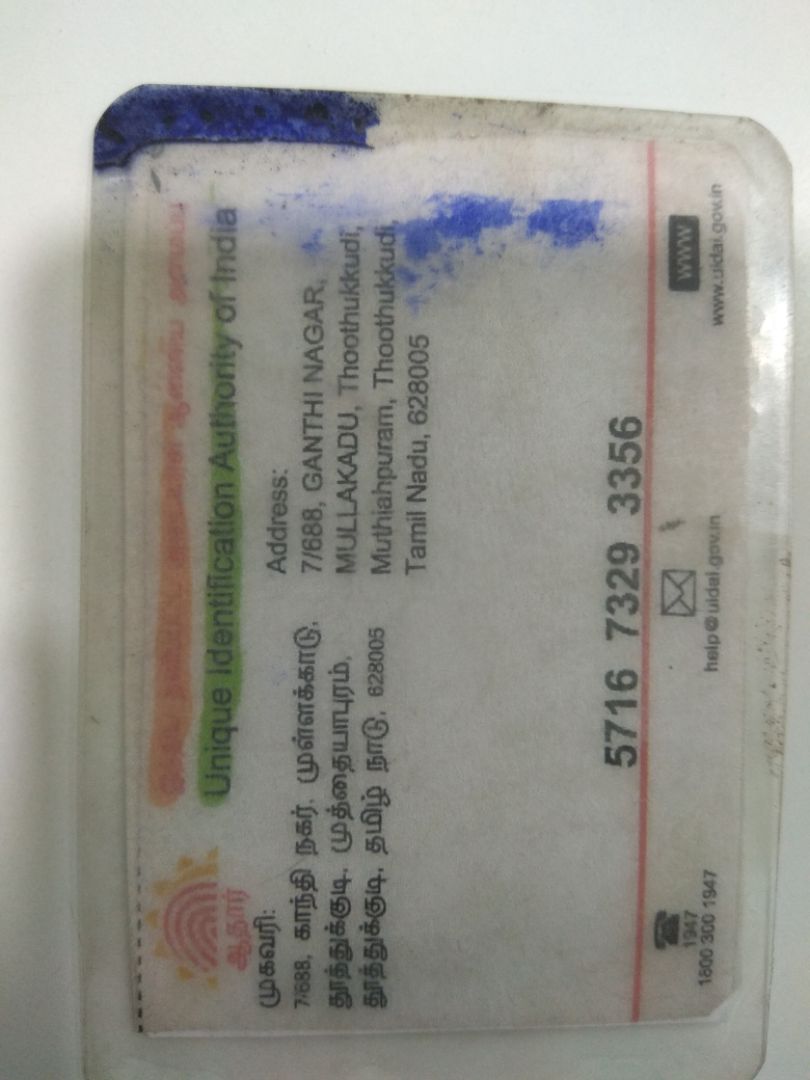 Unique Identification Authority of India
ஆதார்
முகவரி:
7/688, காந்தி நகர், முள்ளக்காடு,
தூத்துக்குடி, முத்தையாபுரம்,
தூத்துக்குடி, தமிழ் நாடு, 628005
Address:
7/688, GANTHI NAGAR,
MULLAKADU, Thoothukkudi,
Muthiahpuram, Thoothukkudi,
Tamil Nadu, 628005
5716 7329 3356
1947
1800 300 1947
help@uidai.gov.in
WWW
www.uidai.gov.in